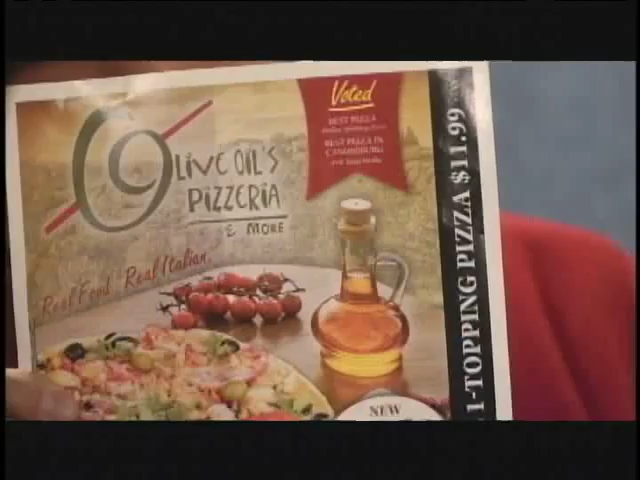 OLIVE OIL'S
PIZZERIA
& MORE
Real Food Real Italian.
Voted
BEST PIZZA
BEST PIZZA IN
CANONSBURG
1-TOPPING PIZZA $11.99
NEW